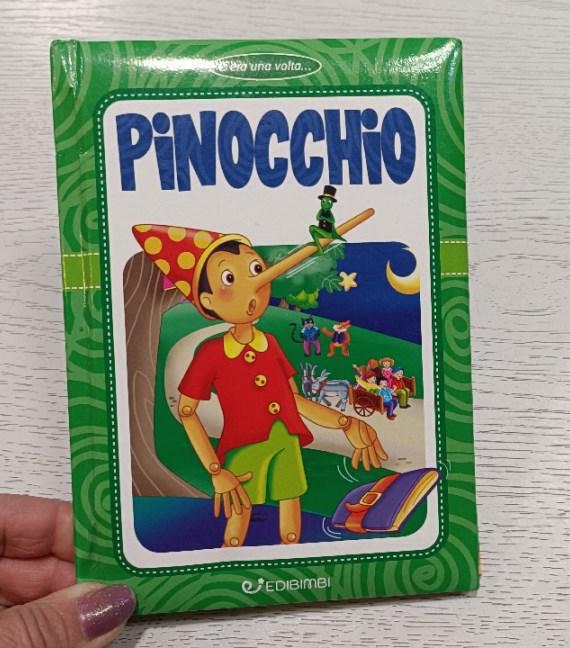 C'era una volta...
PiNOCCHiO
EDIBIMBI